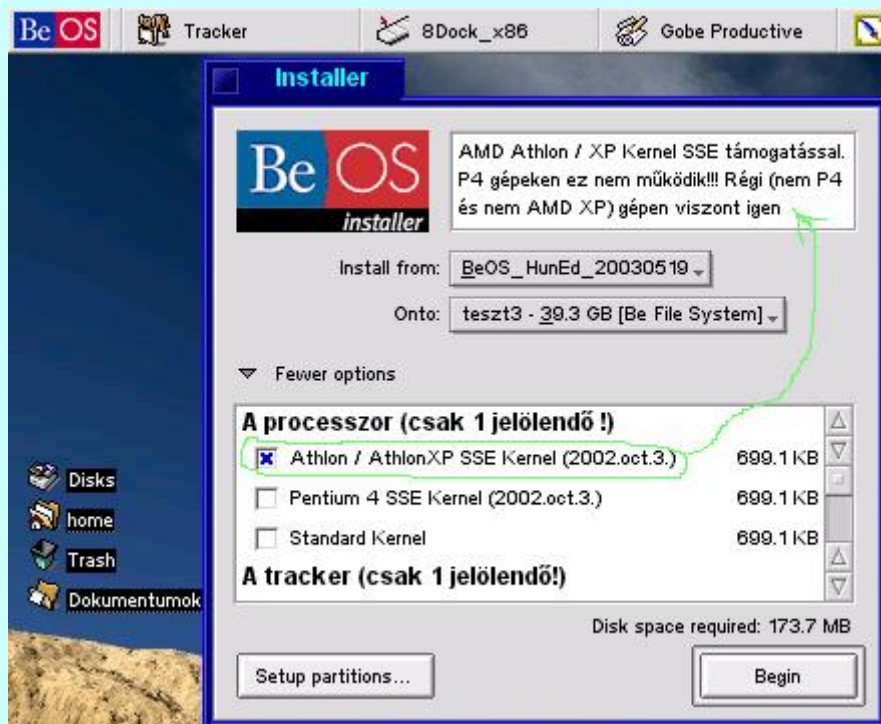 BeOS Tracker 8Dock_x86 Gobe Productive
Installer
BeOS
installer
AMD Athlon / XP Kernel SSE támogatással.
P4 gépeken ez nem működik!!! Régi (nem P4
és nem AMD XP) gépen viszont igen
Install from: BeOS_HunEd_20030519
Onto: teszt3 - 39.3 GB [Be File System]
Fewer options
A processzor (csak 1 jelölendő !)
Athlon / AthlonXP SSE Kernel (2002.oct.3.) 699.1 KB
Pentium 4 SSE Kernel (2002.oct.3.) 699.1 KB
Standard Kernel 699.1 KB
A tracker (csak 1 jelölendő!)
Disk space required: 173.7 MB
Setup partitions... Begin
Disks
home
Trash
Dokumentumok